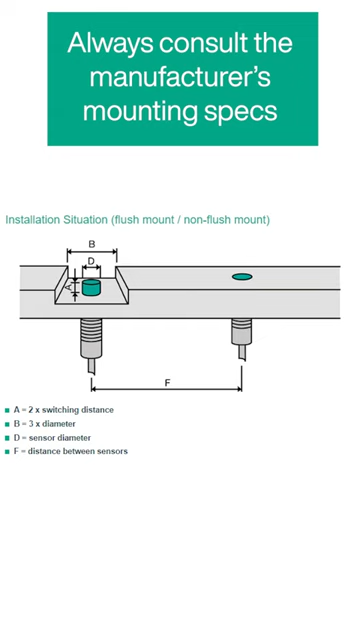 Always consult the
manufacturer's
mounting specs
Installation Situation (flush mount / non-flush mount)
B
D
A
F
A = 2 x switching distance
B = 3 x diameter
D = sensor diameter
F = distance between sensors